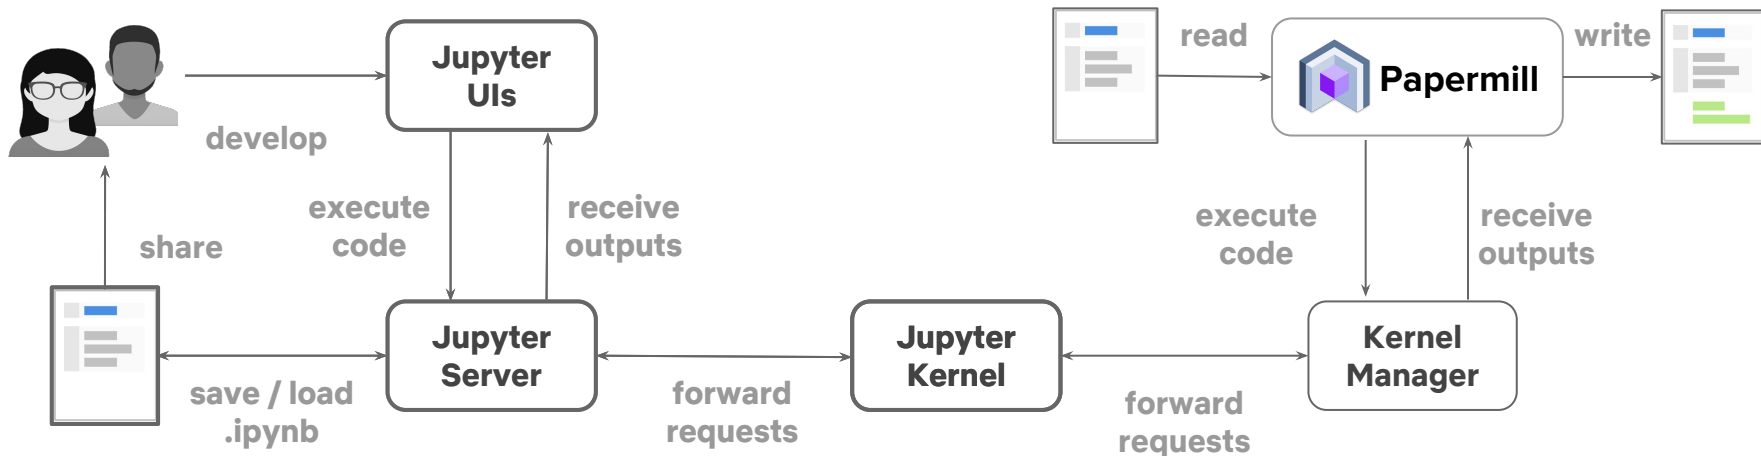 Jupyter
UIs
read
Papermill
write
develop
execute
code
receive
outputs
execute
code
receive
outputs
share
Jupyter
Server
Jupyter
Kernel
Kernel
Manager
save / load
.ipynb
forward
requests
forward
requests